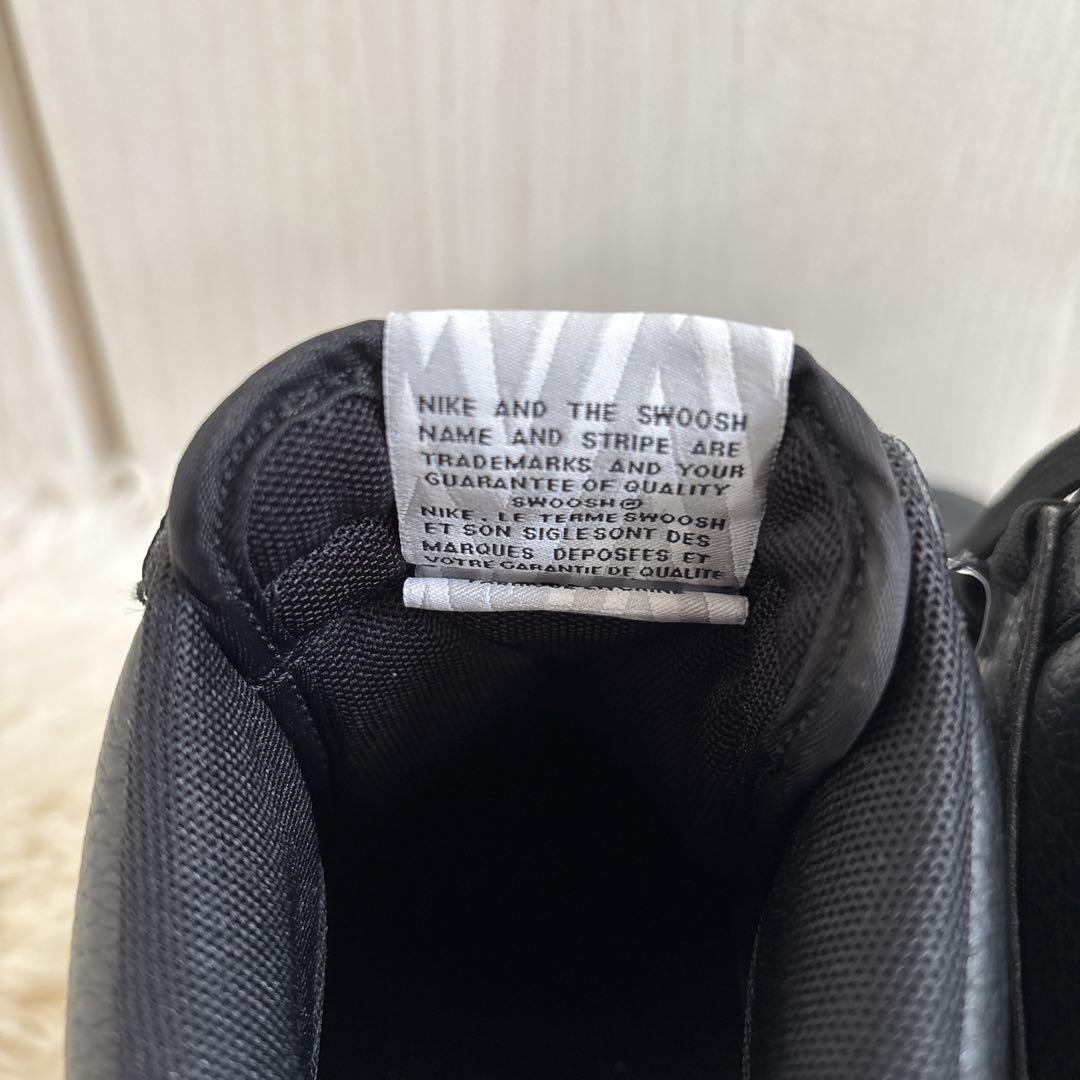 NIKE AND THE SWOOSH
NAME AND STRIPE ARE
TRADEMARKS AND YOUR
GUARANTEE OF QUALITY
SWOOSH®
NIKE, LE TERME SWOOSH
ET SON SIGLE SONT DES
MARQUES DEPOSEES ET
VOTRE GARANTIE DE QUALITE